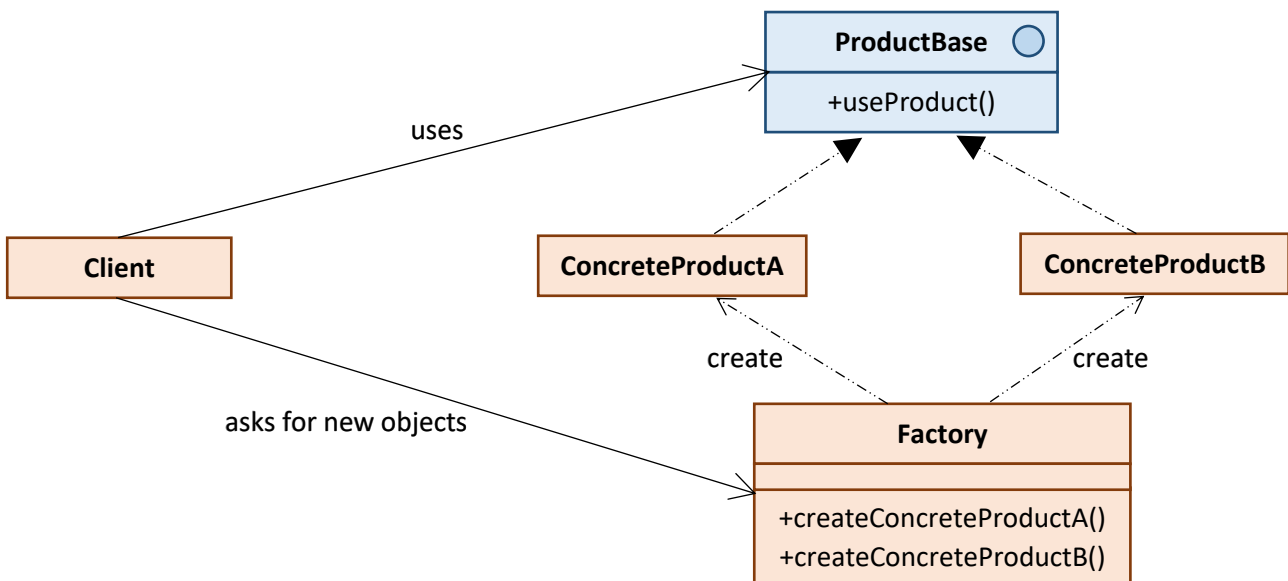 ProductBase
+useProduct()
uses
Client
ConcreteProductA
ConcreteProductB
create
create
asks for new objects
Factory
+createConcreteProductA()
+createConcreteProductB()